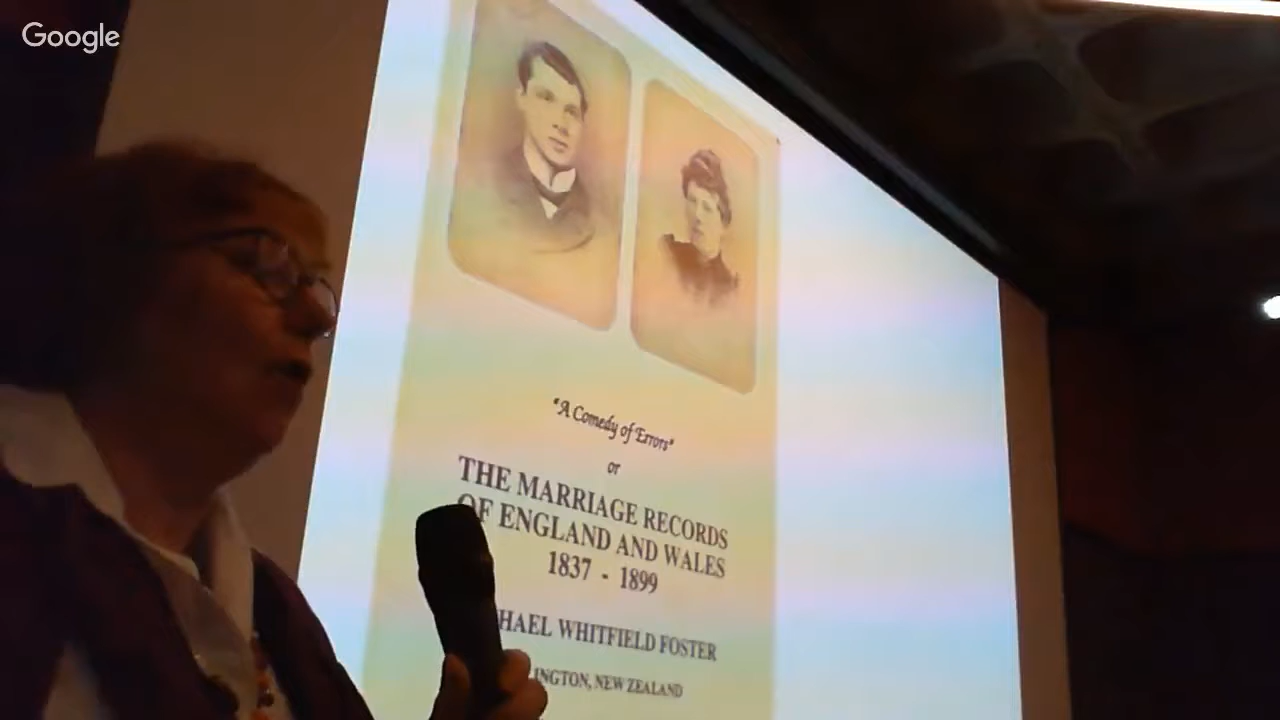 Google
"A Comedy of Errors"
or
THE MARRIAGE RECORDS
OF ENGLAND AND WALES
1837 - 1899
HAEL WHITFIELD FOSTER
INGTON, NEW ZEALAND